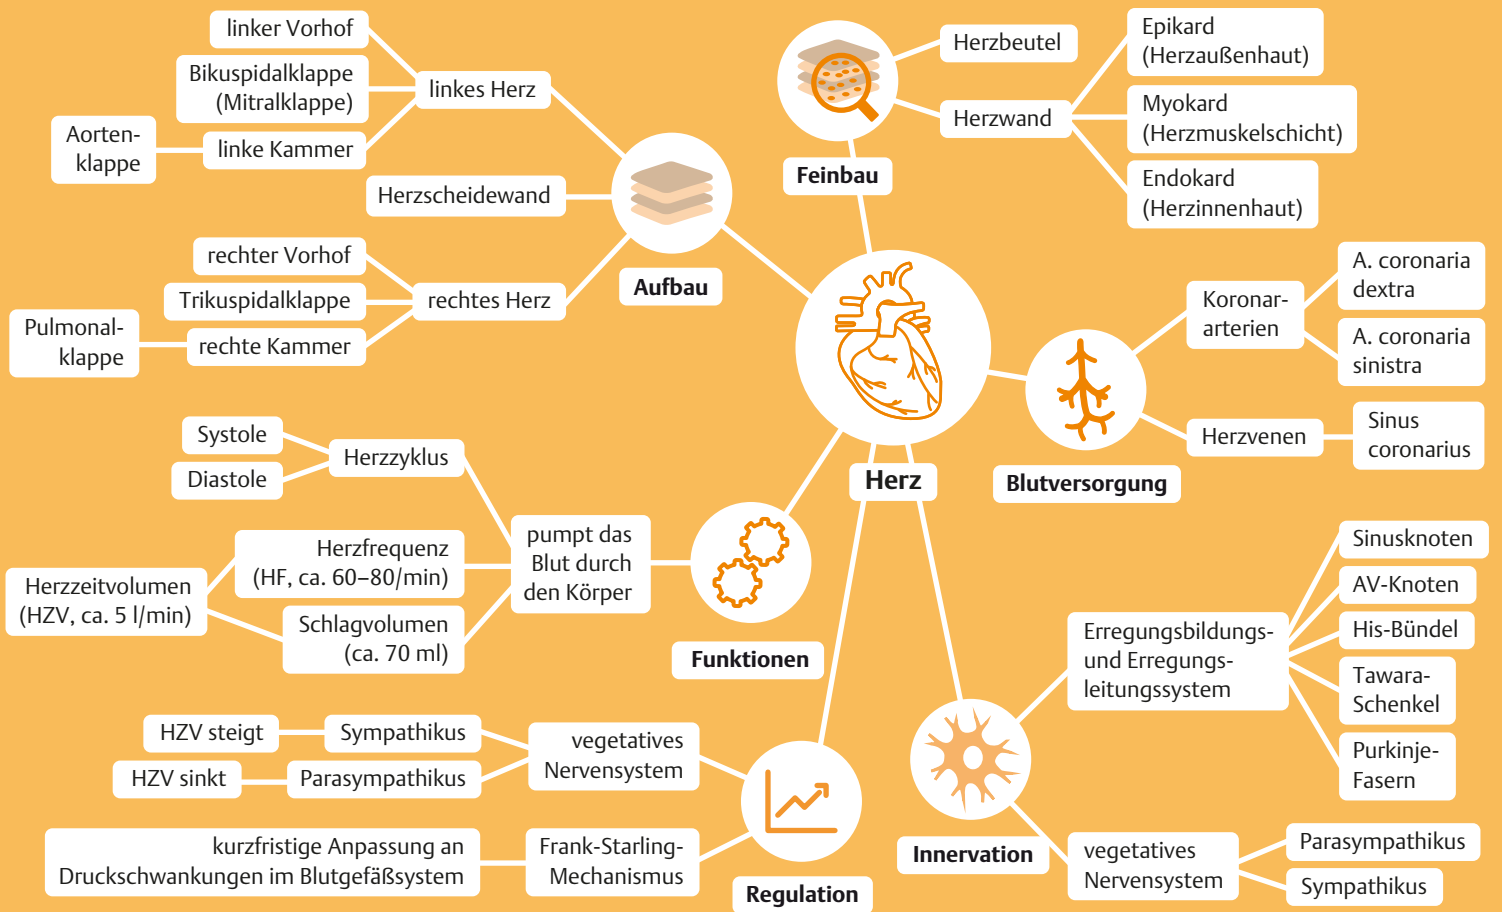 linker Vorhof
Bikuspidalklappe
(Mitralklappe)
linkes Herz
Aorten-
klappe
linke Kammer
Herzscheidewand
rechter Vorhof
Trikuspidalklappe
rechtes Herz
Pulmonal-
klappe
rechte Kammer
Aufbau
Feinbau
Herzbeutel
Herzwand
Epikard
(Herzaußenhaut)
Myokard
(Herzmuskelschicht)
Endokard
(Herzinnenhaut)
Herz
Blutversorgung
Koronar-
arterien
A. coronaria
dextra
A. coronaria
sinistra
Herzvenen
Sinus
coronarius
Systole
Diastole
Herzzyklus
Herzfrequenz
(HF, ca. 60–80/min)
Herzzeitvolumen
(HZV, ca. 5 l/min)
Schlagvolumen
(ca. 70 ml)
pumpt das
Blut durch
den Körper
Funktionen
HZV steigt
Sympathikus
HZV sinkt
Parasympathikus
vegetatives
Nervensystem
kurzfristige Anpassung an
Druckschwankungen im Blutgefäßsystem
Frank-Starling-
Mechanismus
Regulation
Innervation
Erregungsbildungs-
und Erregungs-
leitungssystem
Sinusknoten
AV-Knoten
His-Bündel
Tawara-
Schenkel
Purkinje-
Fasern
vegetatives
Nervensystem
Parasympathikus
Sympathikus